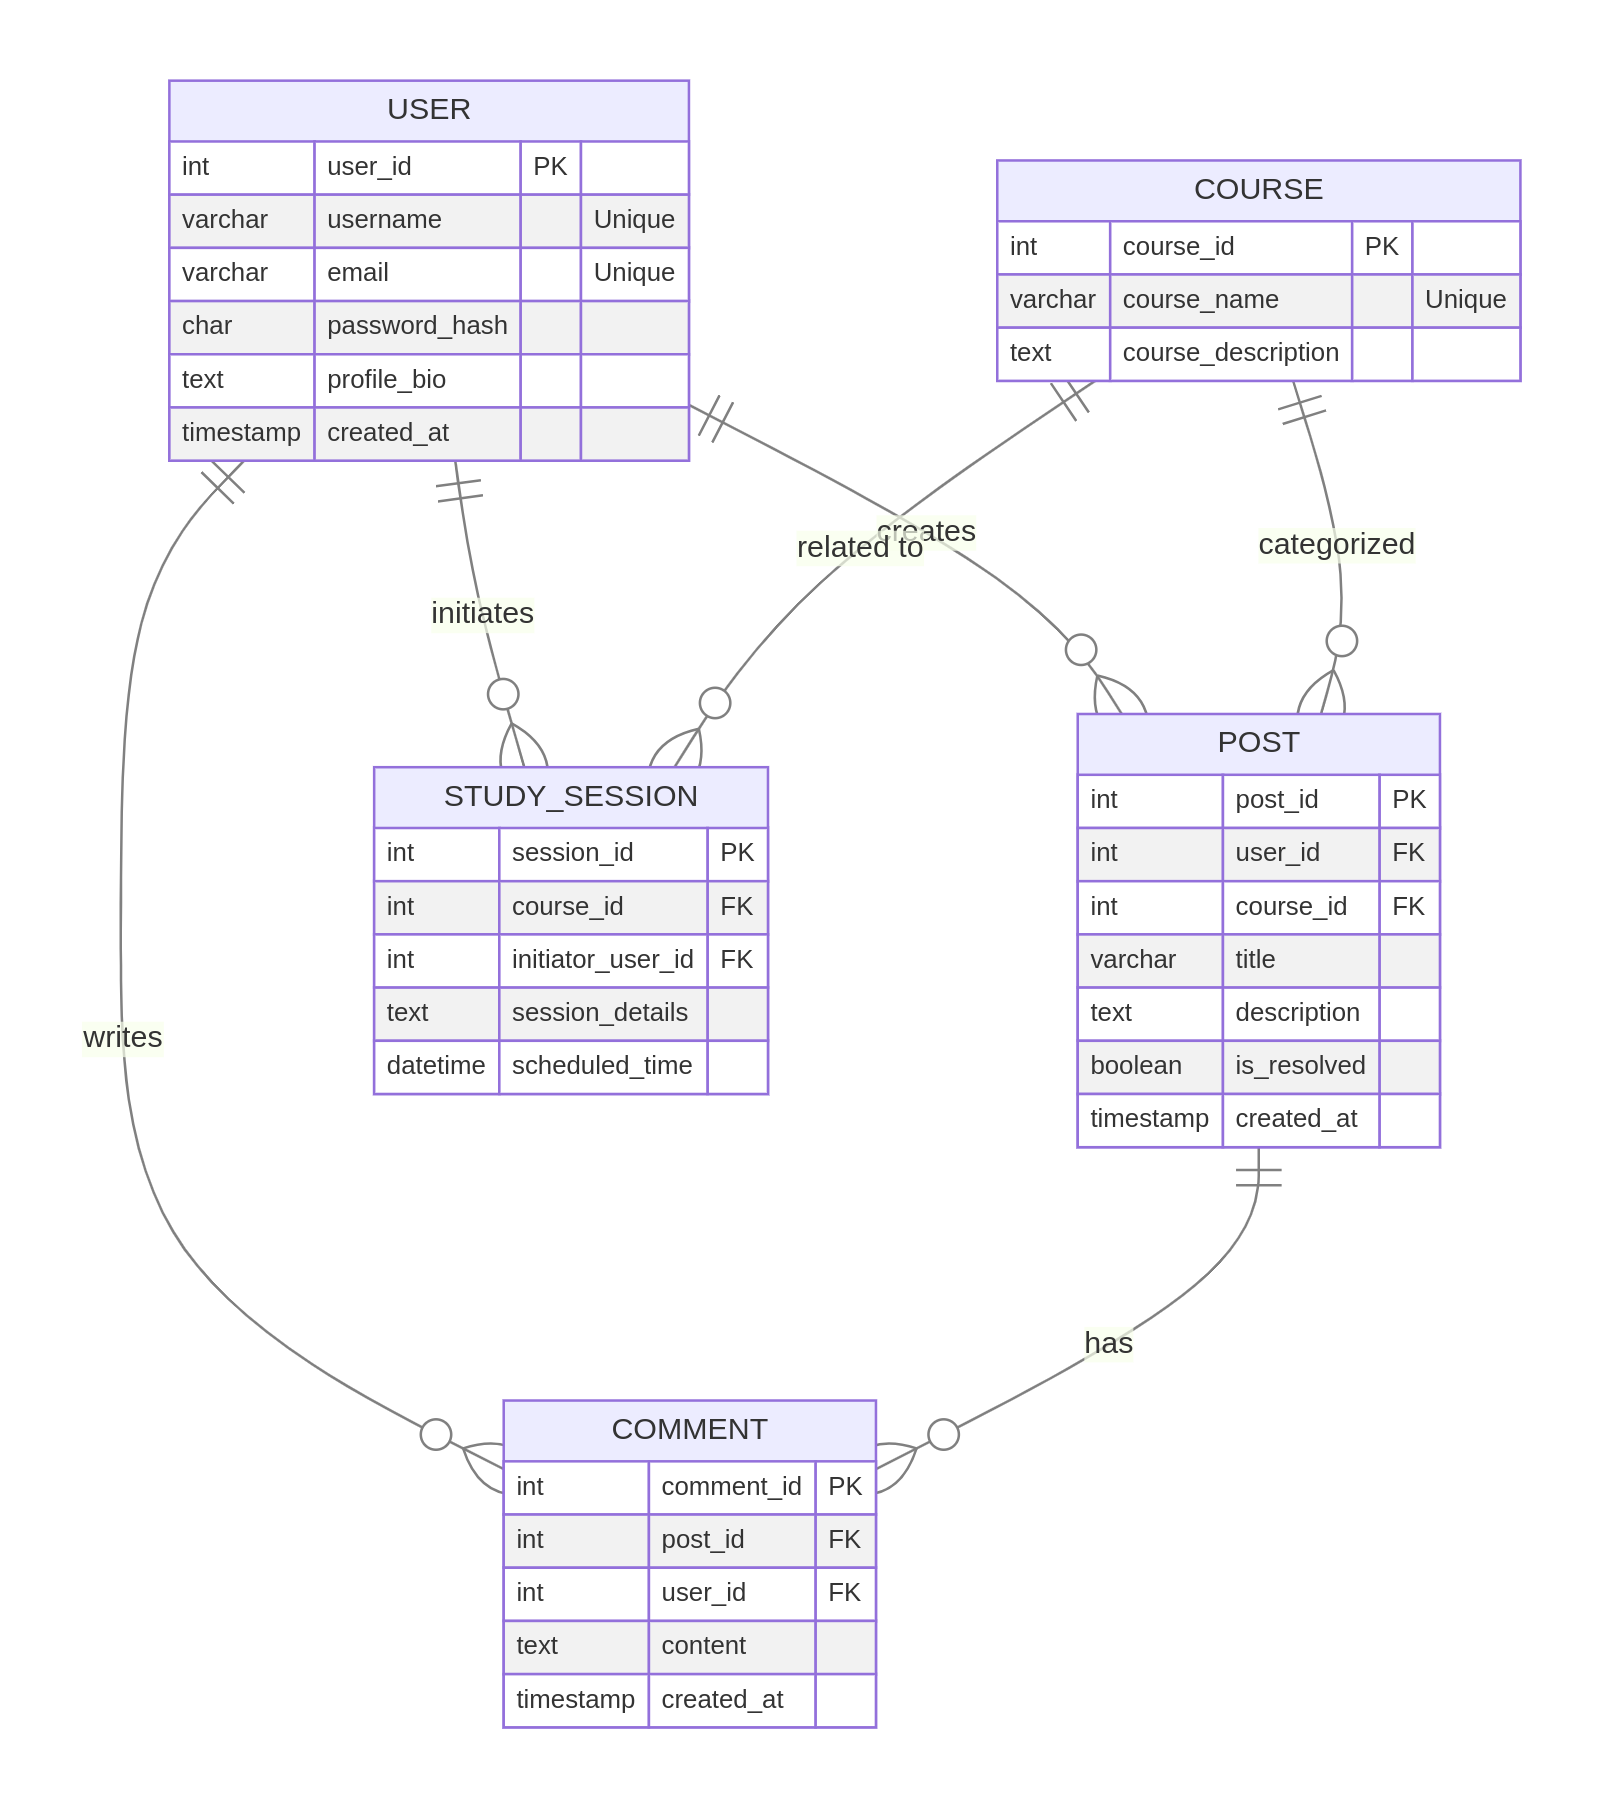 USER
int user_id PK
varchar username Unique
varchar email Unique
char password_hash
text profile_bio
timestamp created_at
COURSE
int course_id PK
varchar course_name Unique
text course_description
creates
related to
categorized
initiates
STUDY_SESSION
int session_id PK
int course_id FK
int initiator_user_id FK
text session_details
datetime scheduled_time
POST
int post_id PK
int user_id FK
int course_id FK
varchar title
text description
boolean is_resolved
timestamp created_at
writes
has
COMMENT
int comment_id PK
int post_id FK
int user_id FK
text content
timestamp created_at